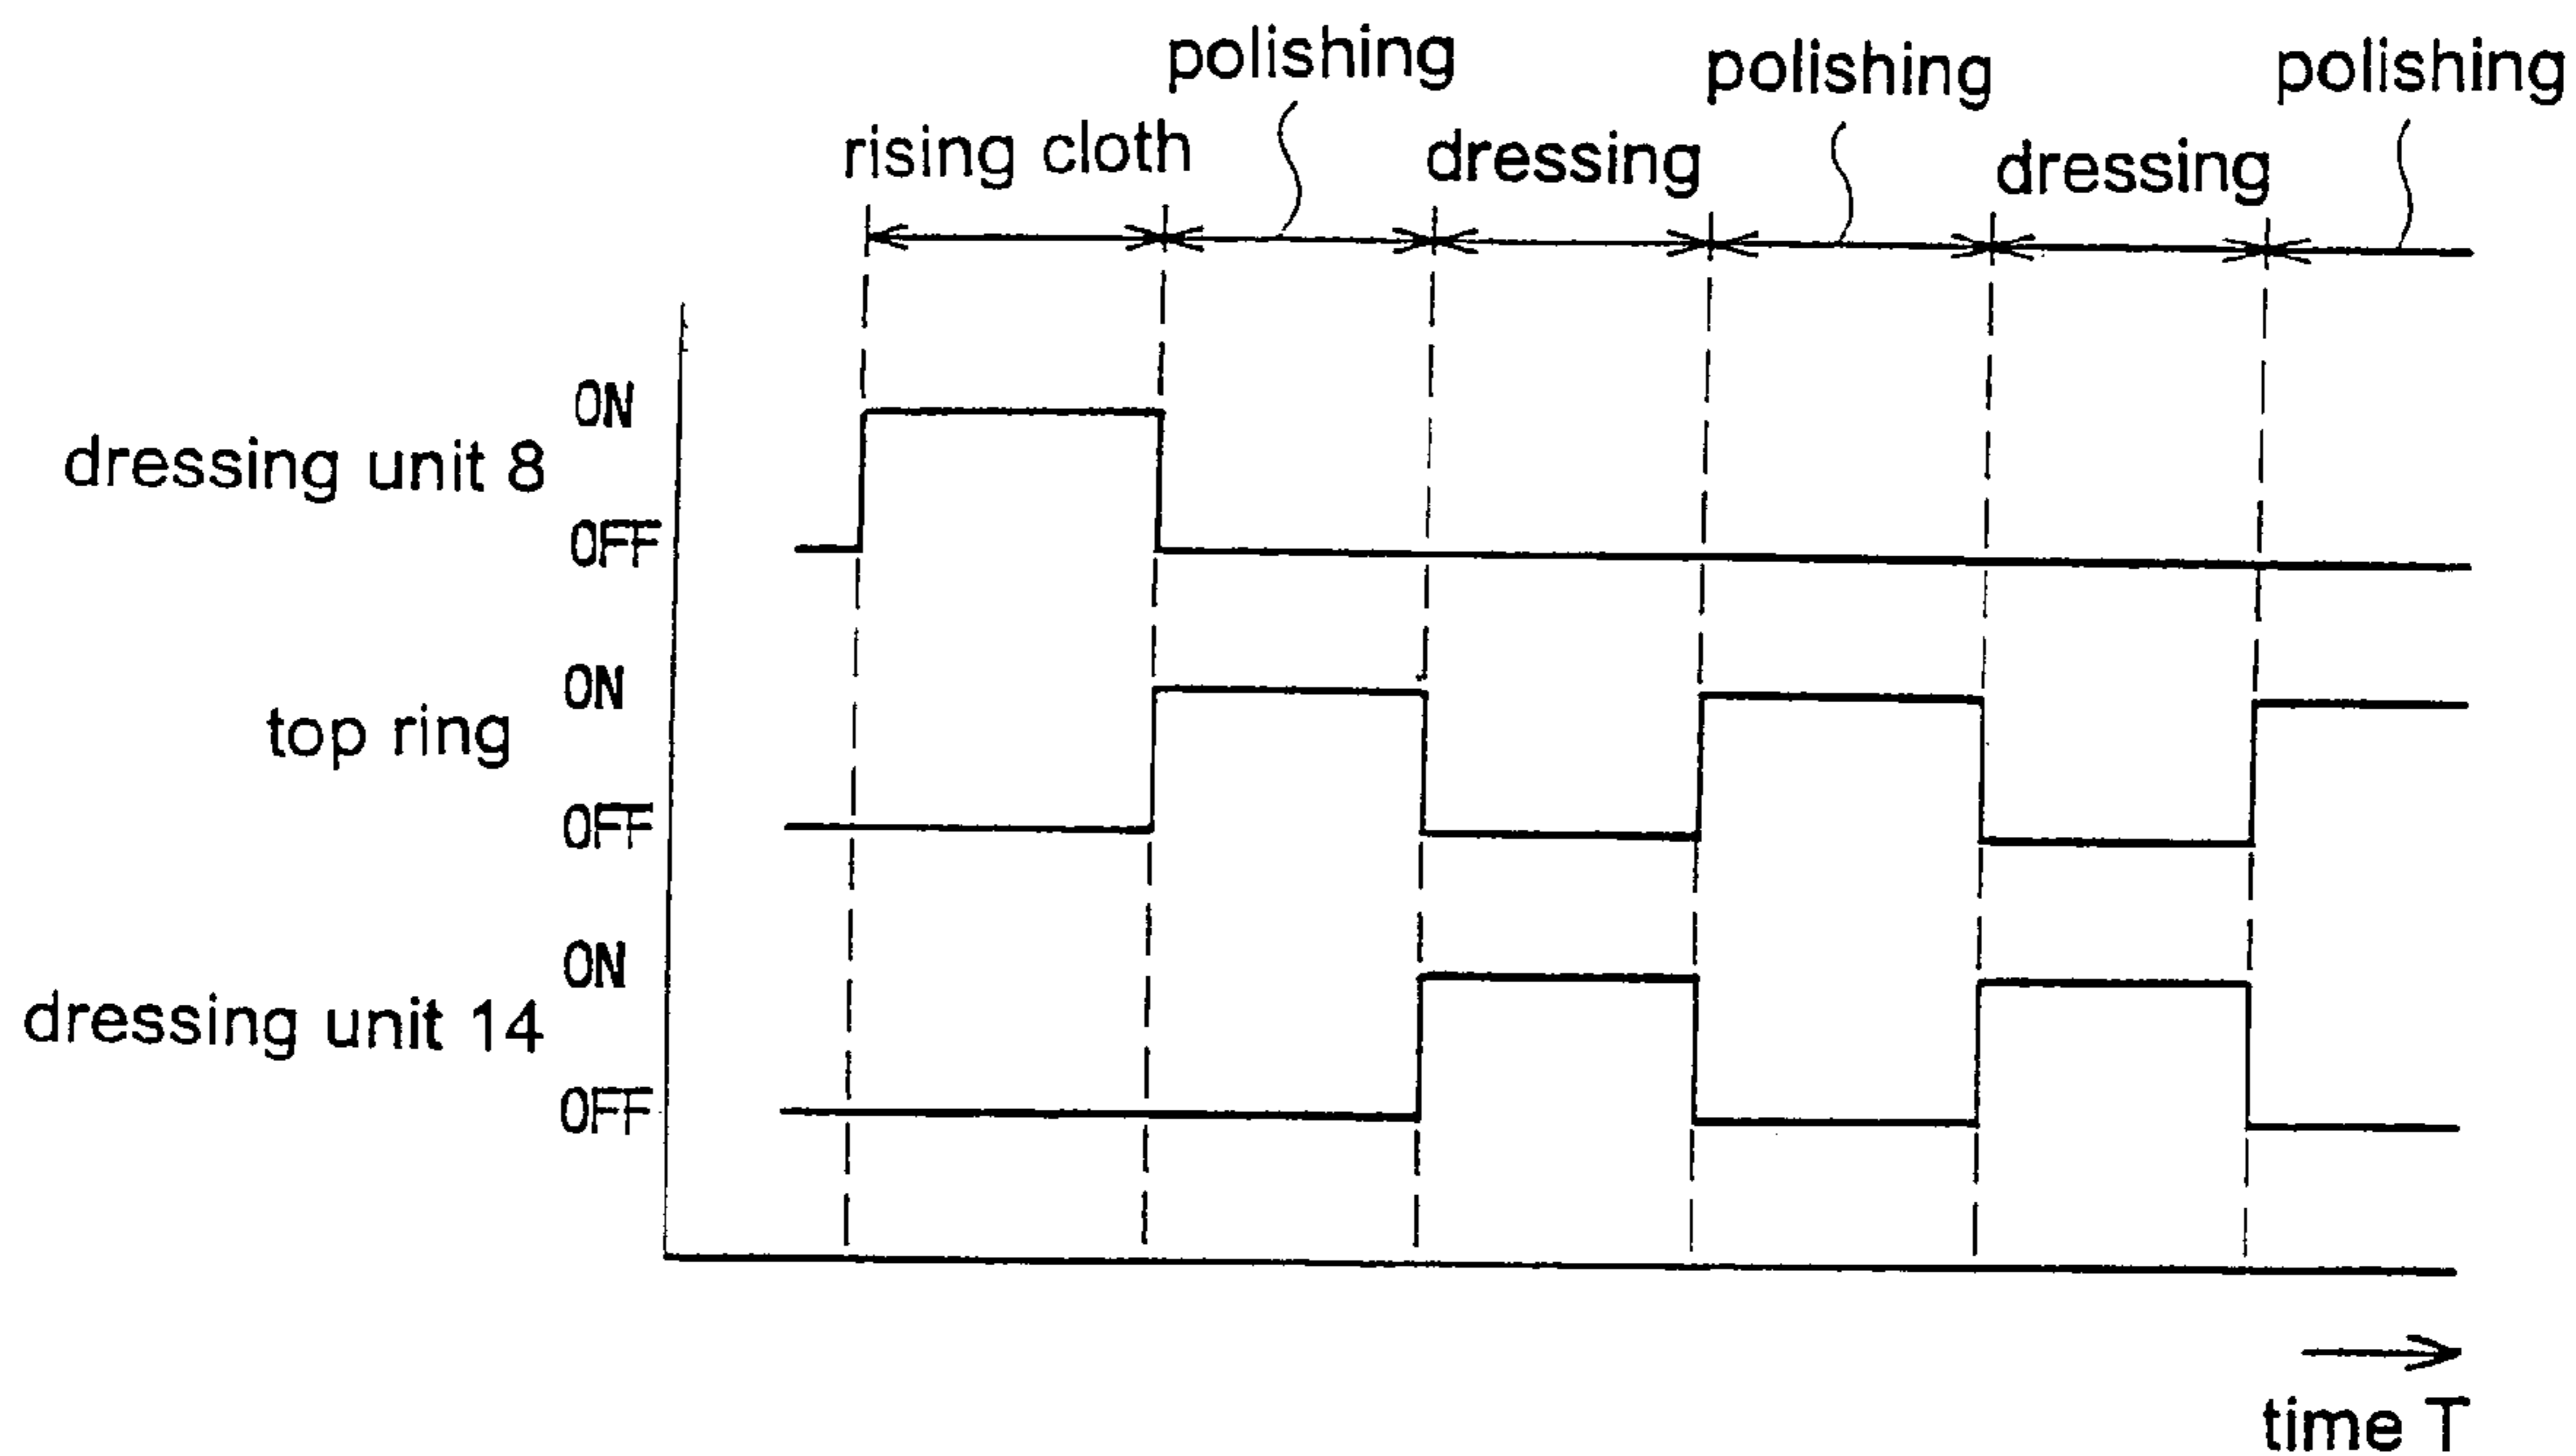 polishing
polishing
polishing
rising cloth
dressing
dressing
ON
dressing unit 8
OFF
ON
top ring
OFF
ON
dressing unit 14
OFF
time T